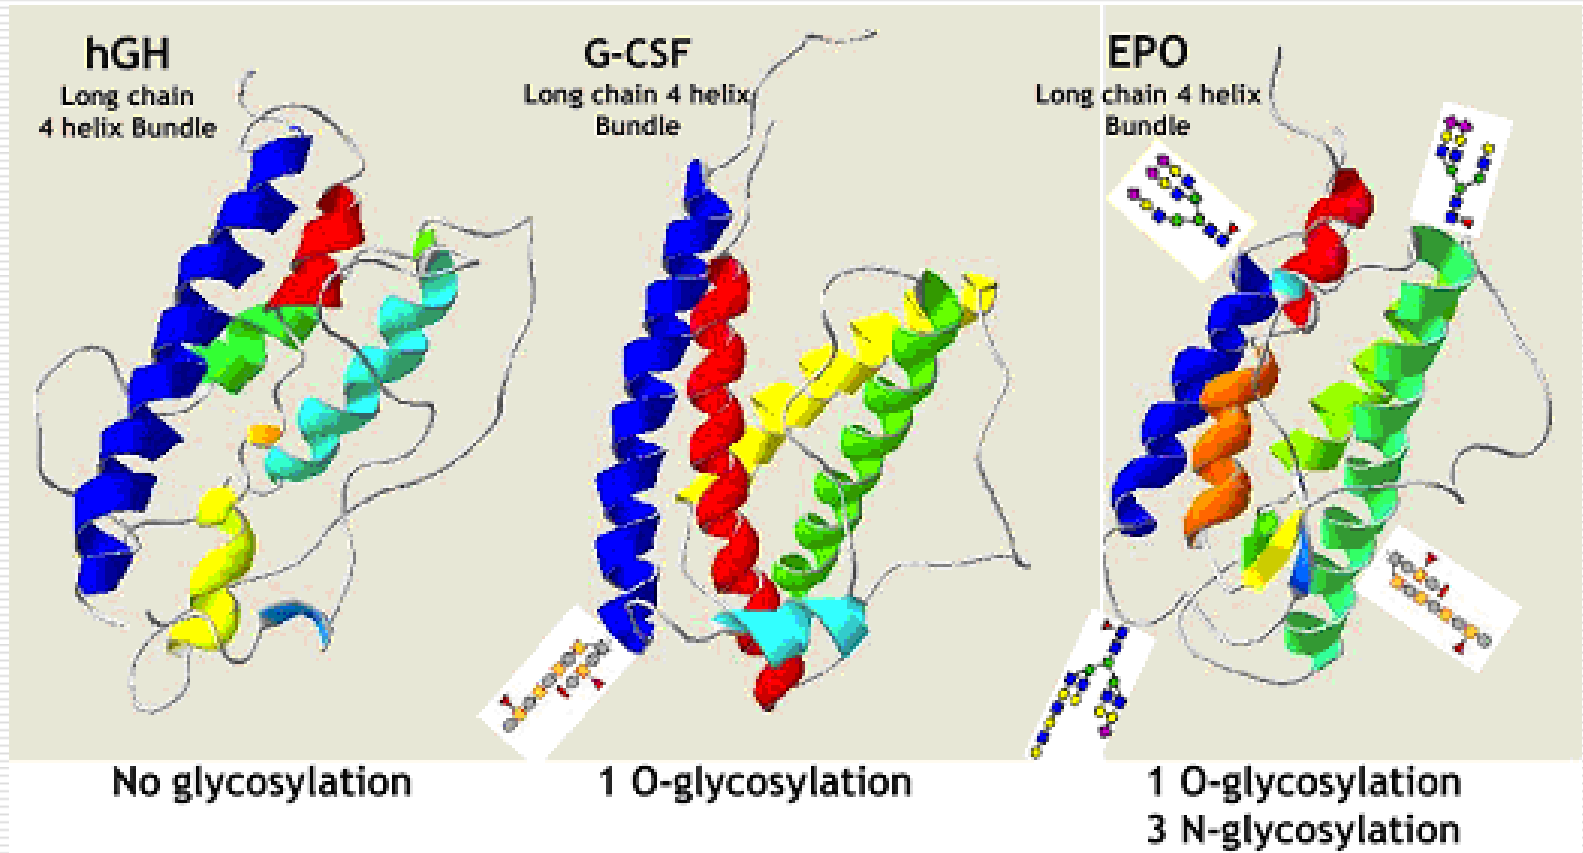 hGH
Long chain
4 helix Bundle
G-CSF
Long chain 4 helix
Bundle
EPO
Long chain 4 helix
Bundle
No glycosylation
1 O-glycosylation
1 O-glycosylation
3 N-glycosylation